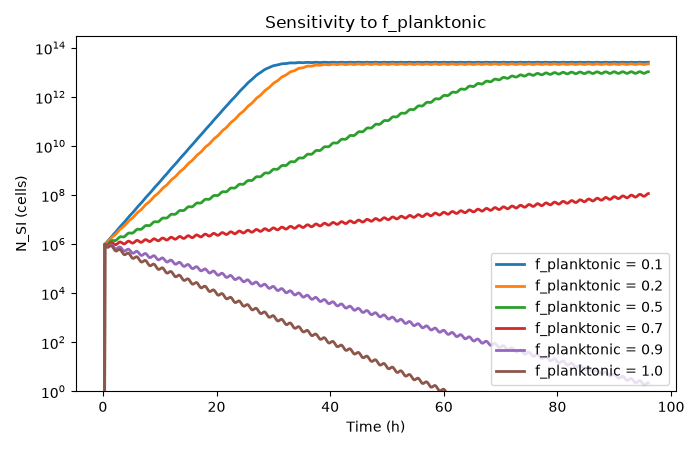 Sensitivity to f_planktonic
N_SI (cells)
10^14
10^12
10^10
10^8
10^6
10^4
10^2
10^0
f_planktonic = 0.1
f_planktonic = 0.2
f_planktonic = 0.5
f_planktonic = 0.7
f_planktonic = 0.9
f_planktonic = 1.0
0 20 40 60 80 100
Time (h)